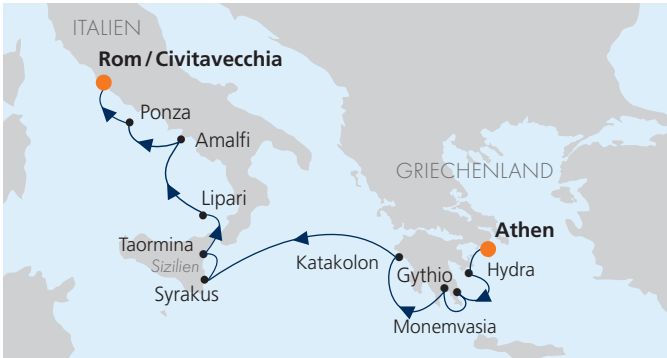 ITALIEN
Rom / Civitavecchia
Ponza
Amalfi
GRIECHENLAND
Lipari
Athen
Taormina
Sizilien
Katakolon
Gythio
Hydra
Syrakus
Monemvasia